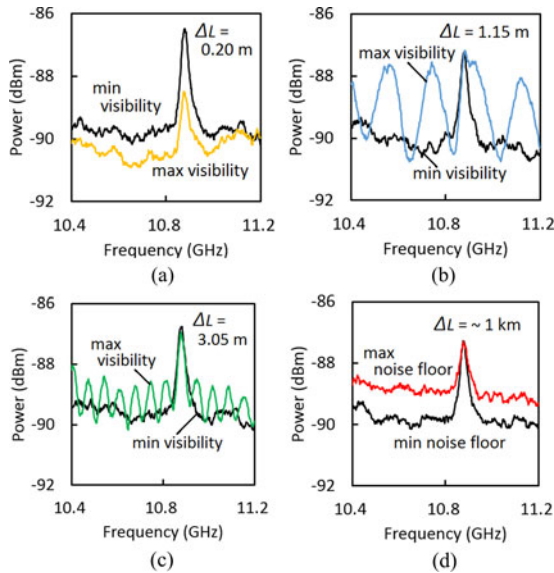 -86
ΔL =
0.20 m
-88
min
visibility
-90
max visibility
-92
10.4 10.8 11.2
Power (dBm)
Frequency (GHz)
(a)
-86
ΔL = 1.15 m
max visibility
-88
-90
min visibility
-92
10.4 10.8 11.2
Power (dBm)
Frequency (GHz)
(b)
-86
ΔL =
3.05 m
max
visibility
-88
-90
min visibility
-92
10.4 10.8 11.2
Power (dBm)
Frequency (GHz)
(c)
-86
ΔL = ~ 1 km
max
noise floor
-88
-90
min noise floor
-92
10.4 10.8 11.2
Power (dBm)
Frequency (GHz)
(d)